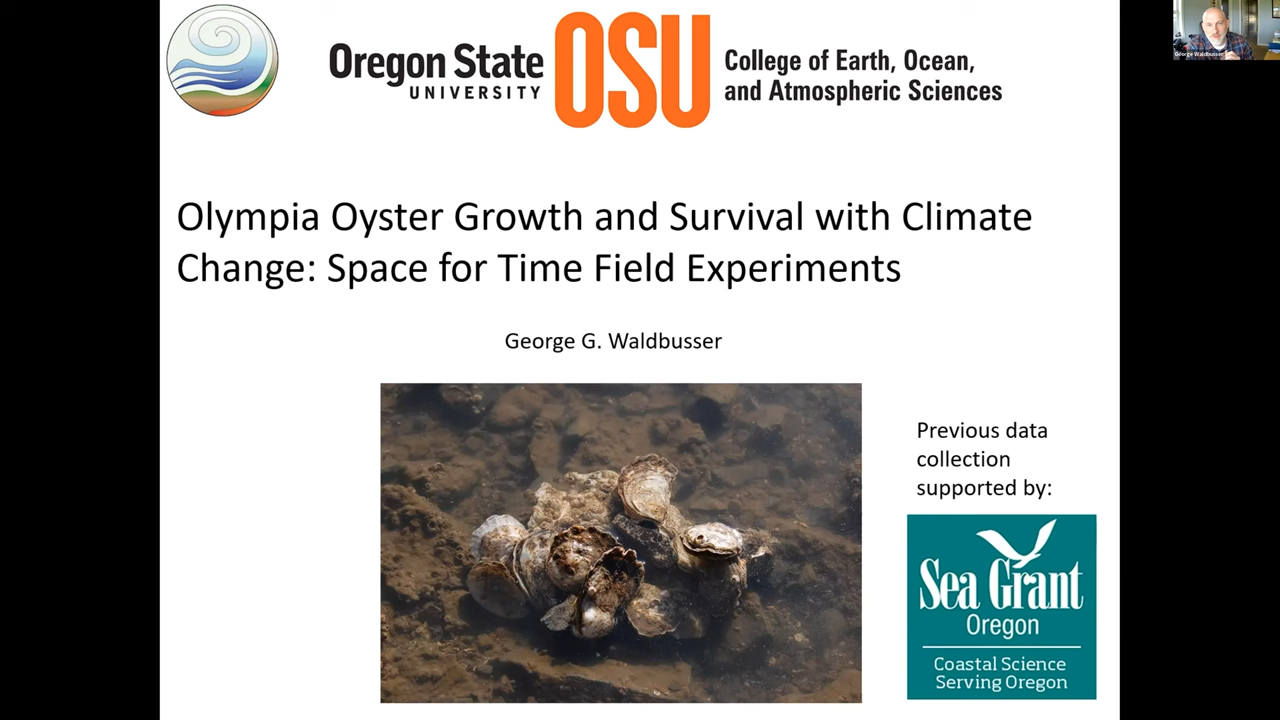 Oregon State
UNIVERSITY
OSU
College of Earth, Ocean,
and Atmospheric Sciences
George Waldbusser
Olympia Oyster Growth and Survival with Climate
Change: Space for Time Field Experiments
George G. Waldbusser
Previous data
collection
supported by:
Sea Grant
Oregon
Coastal Science
Serving Oregon